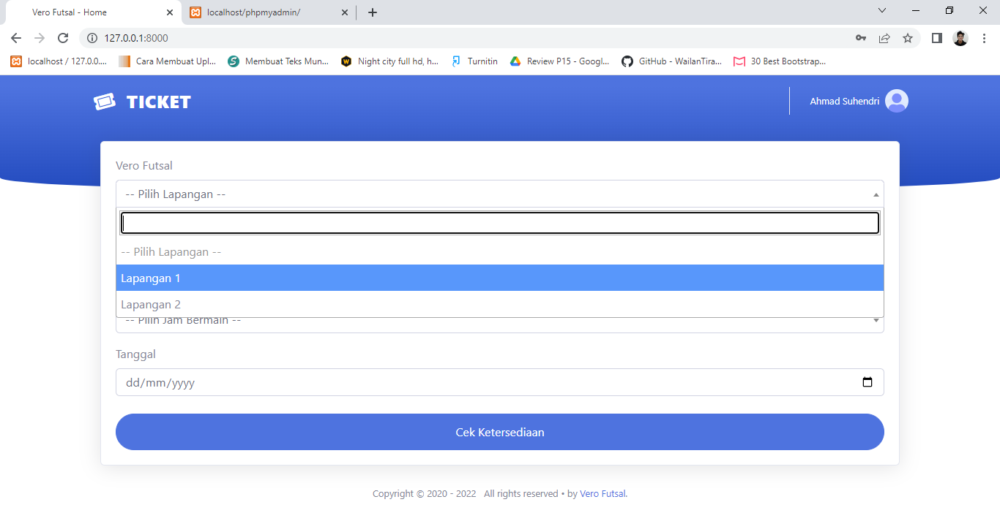 Vero Futsal - Home
localhost/phpmyadmin/
127.0.0.1:8000
localhost / 127.0.0....
Cara Membuat Upl...
Membuat Teks Mun...
Night city full hd, h...
Turnitin
Review P15 - Googl...
GitHub - WailanTira...
30 Best Bootstrap...
TICKET
Ahmad Suhendri
Vero Futsal
-- Pilih Lapangan --
-- Pilih Lapangan --
Lapangan 1
Lapangan 2
-- Pilih Jam Bermain --
Tanggal
dd/mm/yyyy
Cek Ketersediaan
Copyright © 2020 - 2022 All rights reserved • by Vero Futsal.